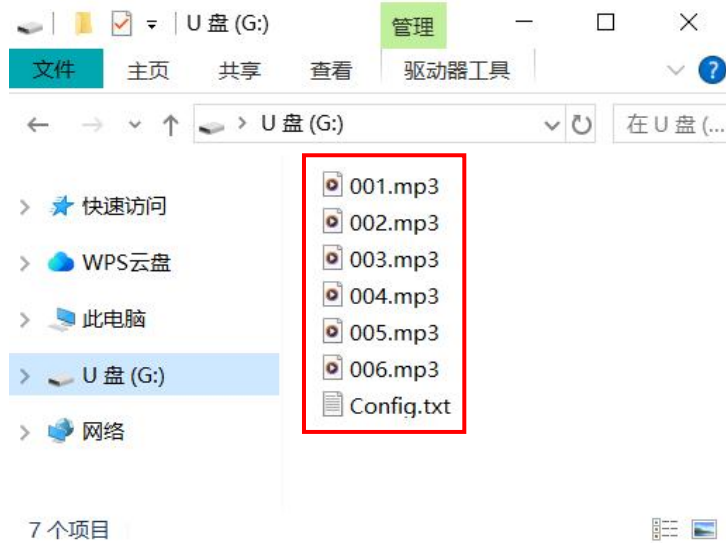 U 盘 (G:)
管理
文件 主页 共享 查看 驱动器工具
U 盘 (G:) 在 U 盘 (...
快速访问
WPS云盘
此电脑
U 盘 (G:)
网络
001.mp3
002.mp3
003.mp3
004.mp3
005.mp3
006.mp3
Config.txt
7 个项目